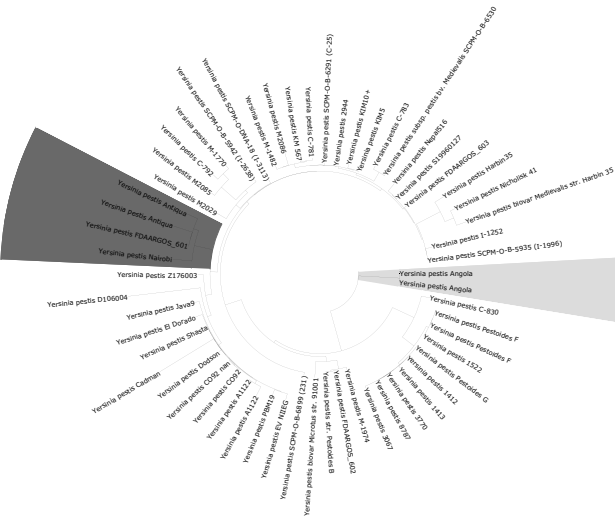 Yersinia pestis SCPM-O-B-6291 (C-25)
Yersinia pestis 2944
Yersinia pestis KIM10+
Yersinia pestis KIM5
Yersinia pestis C-783
Yersinia pestis subsp. pestis bv. Medievalis SCPM-O-B-6530
Yersinia pestis Nepal516
Yersinia pestis S19960127
Yersinia pestis FDAARGOS_603
Yersinia pestis Harbin35
Yersinia pestis Nicholisk 41
Yersinia pestis biovar Medievalis str. Harbin 35
Yersinia pestis I-1252
Yersinia pestis SCPM-O-B-5935 (I-1996)
Yersinia pestis Angola
Yersinia pestis Angola
Yersinia pestis C-830
Yersinia pestis Pestoides F
Yersinia pestis Pestoides F
Yersinia pestis 1522
Yersinia pestis Pestoides G
Yersinia pestis 1412
Yersinia pestis 1413
Yersinia pestis 3770
Yersinia pestis 8787
Yersinia pestis 3067
Yersinia pestis M-1974
Yersinia pestis FDAARGOS_602
Yersinia pestis str. Pestoides B
Yersinia pestis biovar Microtus str. 91001
Yersinia pestis SCPM-O-B-6899 (231)
Yersinia pestis EV NIIEG
Yersinia pestis PBM19
Yersinia pestis A1122
Yersinia pestis A1122
Yersinia pestis CO92
Yersinia pestis CO92 nan
Yersinia pestis Dodson
Yersinia pestis Cadman
Yersinia pestis Shasta
Yersinia pestis El Dorado
Yersinia pestis Java9
Yersinia pestis D106004
Yersinia pestis Z176003
Yersinia pestis Nairobi
Yersinia pestis FDAARGOS_601
Yersinia pestis Antiqua
Yersinia pestis Antiqua
Yersinia pestis M2029
Yersinia pestis M2085
Yersinia pestis C-792
Yersinia pestis M-1770
Yersinia pestis SCPM-O-B-5942 (I-2638)
Yersinia pestis SCPM-O-DNA-18 (I-3113)
Yersinia pestis M-1482
Yersinia pestis M2086
Yersinia pestis KM 567
Yersinia pestis C-781